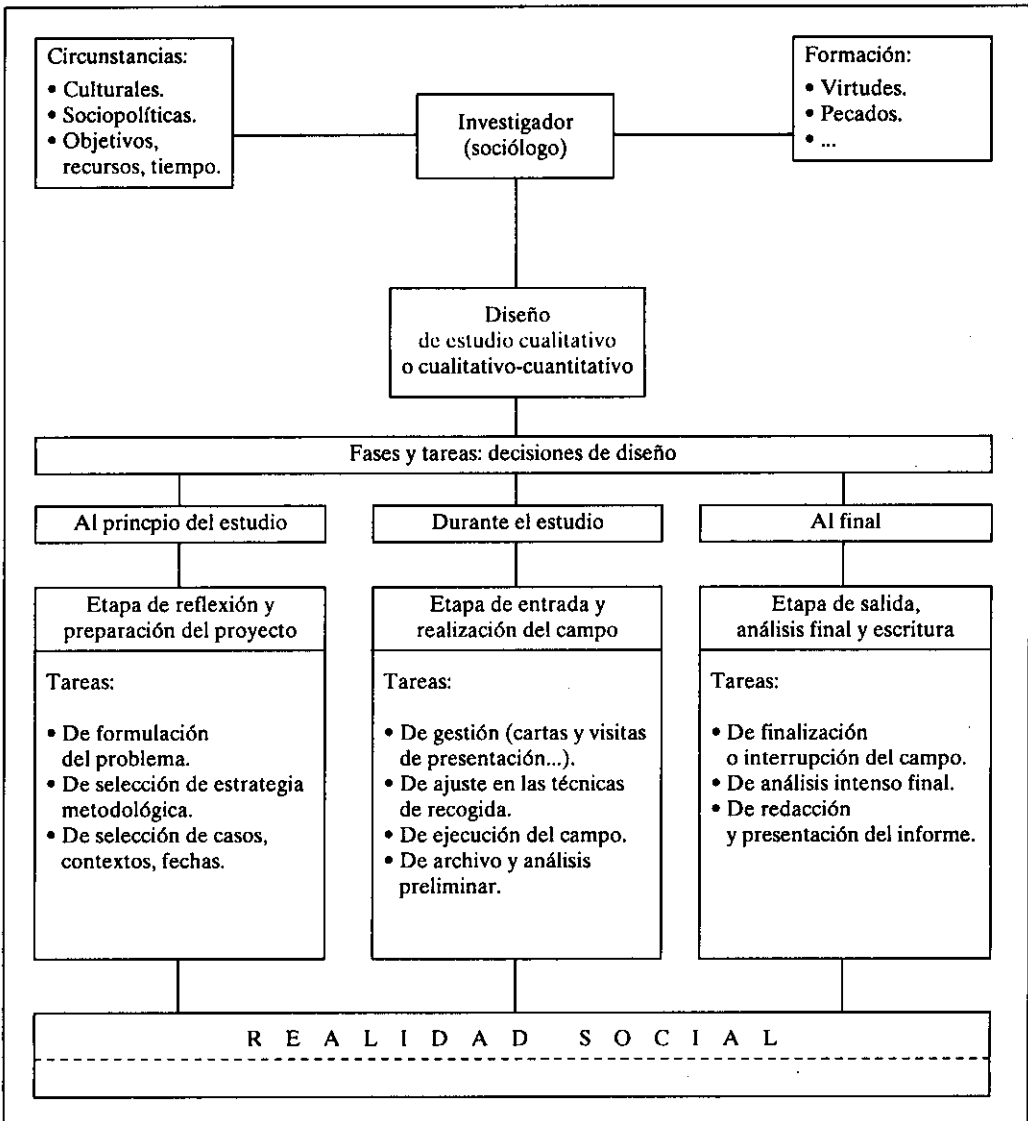 Circunstancias:
• Culturales.
• Sociopolíticas.
• Objetivos,
recursos, tiempo.
Investigador
(sociólogo)
Formación:
• Virtudes.
• Pecados.
• ...
Diseño
de estudio cualitativo
o cualitativo-cuantitativo
Fases y tareas: decisiones de diseño
Al princpio del estudio
Durante el estudio
Al final
Etapa de reflexión y
preparación del proyecto
Tareas:
• De formulación
del problema.
• De selección de estrategia
metodológica.
• De selección de casos,
contextos, fechas.
Etapa de entrada y
realización del campo
Tareas:
• De gestión (cartas y visitas
de presentación...).
• De ajuste en las técnicas
de recogida.
• De ejecución del campo.
• De archivo y análisis
preliminar.
Etapa de salida,
análisis final y escritura
Tareas:
• De finalización
o interrupción del campo.
• De análisis intenso final.
• De redacción
y presentación del informe.
R E A L I D A D S O C I A L